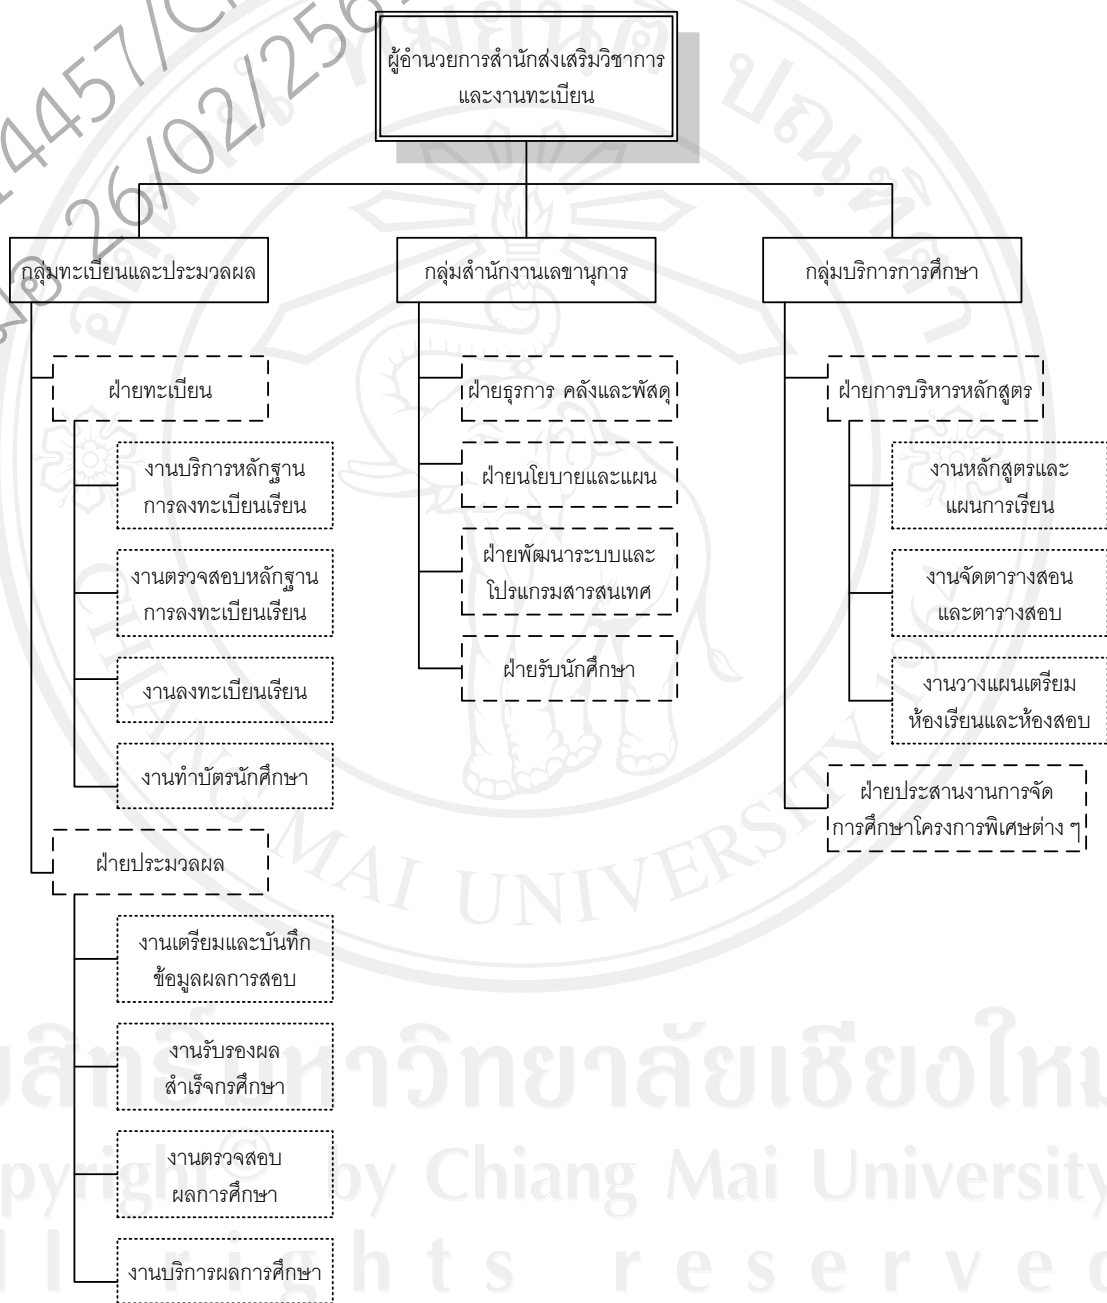 ผู้อำนวยการสำนักส่งเสริมวิชาการ
และงานทะเบียน
กลุ่มทะเบียนและประมวลผล
ฝ่ายทะเบียน
งานบริการหลักฐาน
การลงทะเบียนเรียน
งานตรวจสอบหลักฐาน
การลงทะเบียนเรียน
งานลงทะเบียนเรียน
งานทำบัตรนักศึกษา
ฝ่ายประมวลผล
งานเตรียมและบันทึก
ข้อมูลผลการสอบ
งานรับรองผล
สำเร็จการศึกษา
งานตรวจสอบ
ผลการศึกษา
งานบริการผลการศึกษา
กลุ่มสำนักงานเลขานุการ
ฝ่ายธุรการ คลังและพัสดุ
ฝ่ายนโยบายและแผน
ฝ่ายพัฒนาระบบและ
โปรแกรมสารสนเทศ
ฝ่ายรับนักศึกษา
กลุ่มบริการการศึกษา
ฝ่ายการบริหารหลักสูตร
งานหลักสูตรและ
แผนการเรียน
งานจัดตารางสอน
และตารางสอบ
งานวางแผนเตรียม
ห้องเรียนและห้องสอบ
ฝ่ายประสานงานการจัด
การศึกษาโครงการพิเศษต่าง ๆ
26/02/256
CHIANG MAI UNIVERSITY
มหาวิทยาลัยเชียงใหม่
by Chiang Mai University
rights reserved